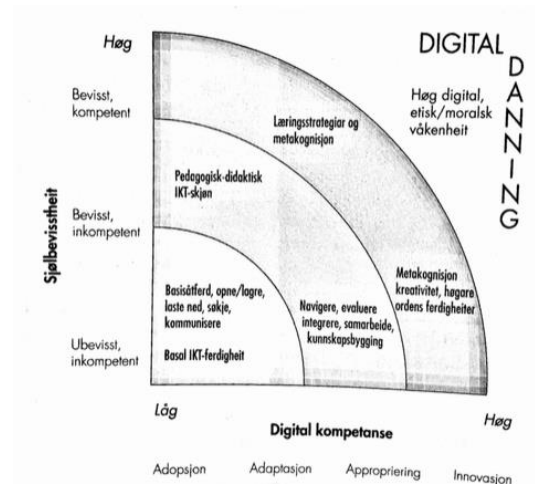 Høg
DIGITAL
DANNING
Høg digital,
etisk/moralsk
våkenheit
Bevisst,
kompetent
Læringsstrategiar og
metakognisjon
Pedagogisk-didaktisk
IKT-skjøn
Sjølbevisstheit
Bevisst,
inkompetent
Metakognisjon
kreativitet, høgare
ordens ferdigheiter
Basisåtferd, opne/lagre,
laste ned, søkje,
kommunisere
Navigere, evaluere
integrere, samarbeide,
kunnskapsbygging
Ubevisst,
inkompetent
Basal IKT-ferdigheit
Låg
Høg
Digital kompetanse
Adopsjon
Adaptasjon
Appropriering
Innovasjon